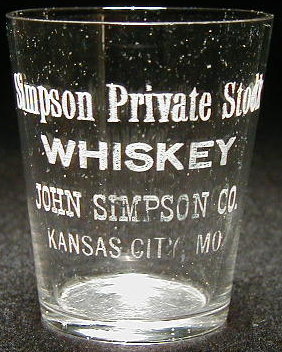 Simpson Private Stock
WHISKEY
JOHN SIMPSON CO.
KANSAS CITY, MO.